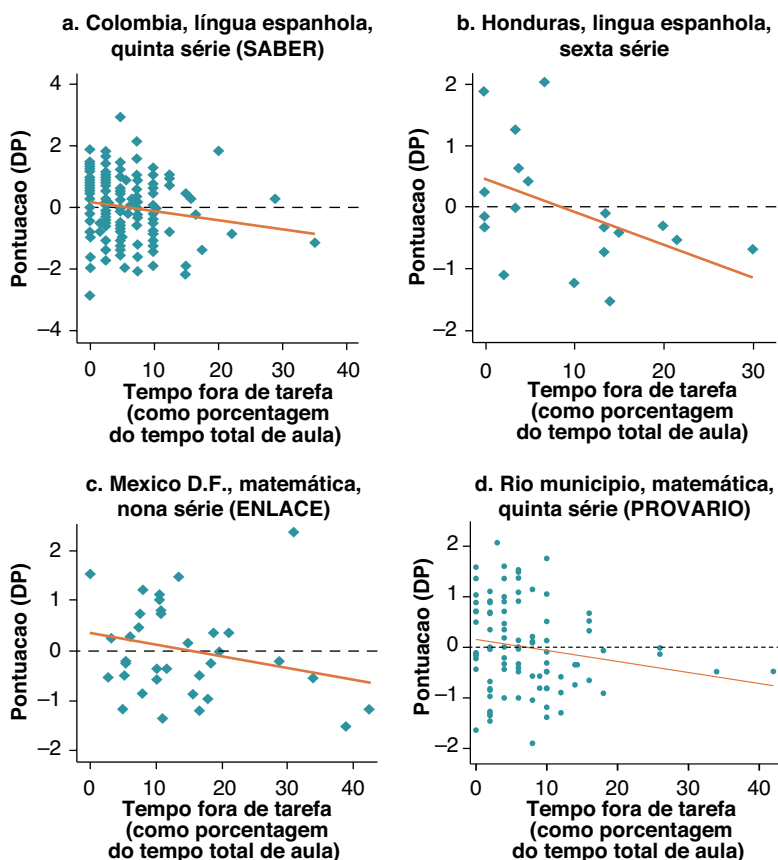 a. Colombia, língua espanhola,
quinta série (SABER)
Pontuacao (DP)
4
2
0
–2
–4
0 10 20 30 40
Tempo fora de tarefa
(como porcentagem
do tempo total de aula)
b. Honduras, lingua espanhola,
sexta série
Pontuacao (DP)
2
1
0
–1
–2
0 10 20 30
Tempo fora de tarefa
(como porcentagem
do tempo total de aula)
c. Mexico D.F., matemática,
nona série (ENLACE)
Pontuacao (DP)
2
1
0
–1
–2
0 10 20 30 40
Tempo fora de tarefa
(como porcentagem
do tempo total de aula)
d. Rio municipio, matemática,
quinta série (PROVARIO)
Pontuacao (DP)
2
1
0
–1
–2
0 10 20 30 40
Tempo fora de tarefa
(como porcentagem
do tempo total de aula)